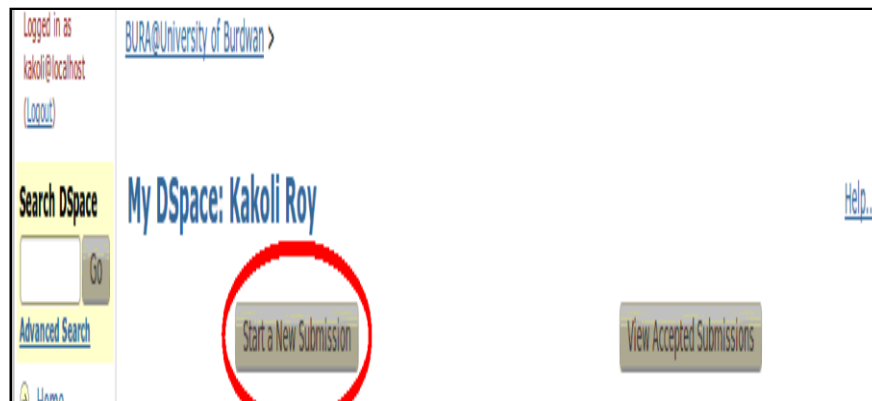 Logged in as
kakoli@localhost
(Logout)
BURA@University of Burdwan >
Search DSpace
Go
Advanced Search
Home
My DSpace: Kakoli Roy
Help...
Start a New Submission
View Accepted Submissions